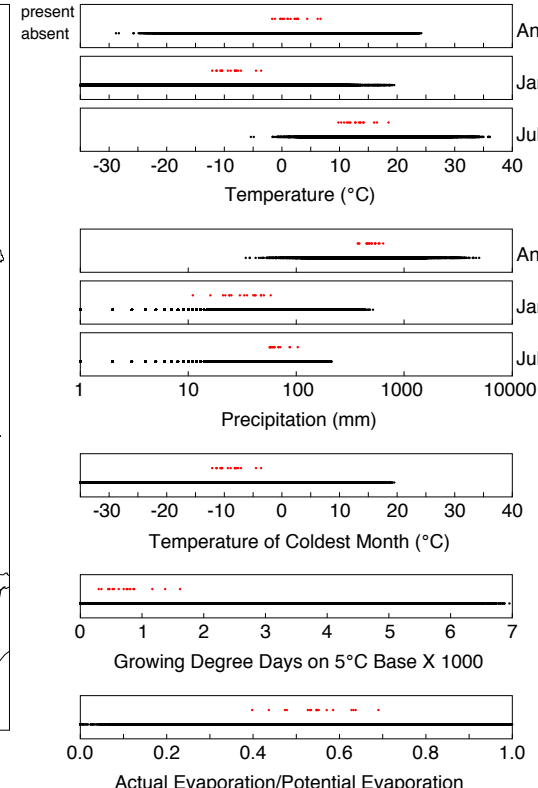 present
absent
An
Jan
Jul
-30 -20 -10 0 10 20 30 40
Temperature (°C)
An
Jan
Jul
1 10 100 1000 10000
Precipitation (mm)
-30 -20 -10 0 10 20 30 40
Temperature of Coldest Month (°C)
0 1 2 3 4 5 6 7
Growing Degree Days on 5°C Base X 1000
0.0 0.2 0.4 0.6 0.8 1.0
Actual Evaporation/Potential Evaporation